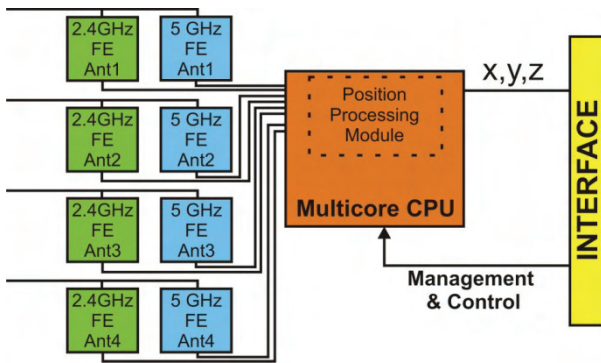 2.4GHz
FE
Ant1
5 GHz
FE
Ant1
2.4GHz
FE
Ant2
5 GHz
FE
Ant2
2.4GHz
FE
Ant3
5 GHz
FE
Ant3
2.4GHz
FE
Ant4
5 GHz
FE
Ant4
Position
Processing
Module
Multicore CPU
x,y,z
Management
& Control
INTERFACE